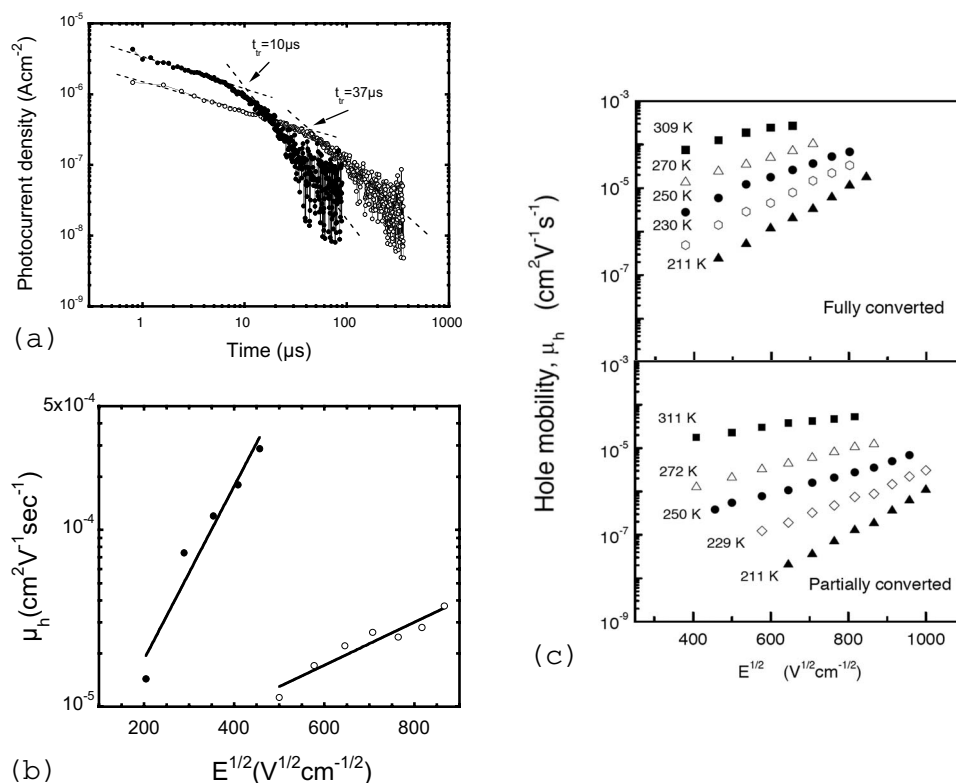 10⁻⁵
10⁻⁶
10⁻⁷
10⁻⁸
10⁻⁹
Photocurrent density (Acm⁻²)
t_tr=10µs
t_tr=37µs
1
10
100
1000
Time (µs)
(a)
5x10⁻⁴
10⁻⁴
10⁻⁵
µ_h(cm²V⁻¹sec⁻¹)
200
400
600
800
E^1/2(V^1/2cm^-1/2)
(b)
Hole mobility, µ_h (cm²V⁻¹s⁻¹)
10⁻³
10⁻⁵
10⁻⁷
10⁻³
309 K
270 K
250 K
230 K
211 K
Fully converted
10⁻³
10⁻⁵
10⁻⁷
10⁻⁹
311 K
272 K
250 K
229 K
211 K
Partially converted
400
600
800
1000
E^1/2 (V^1/2cm^-1/2)
(c)